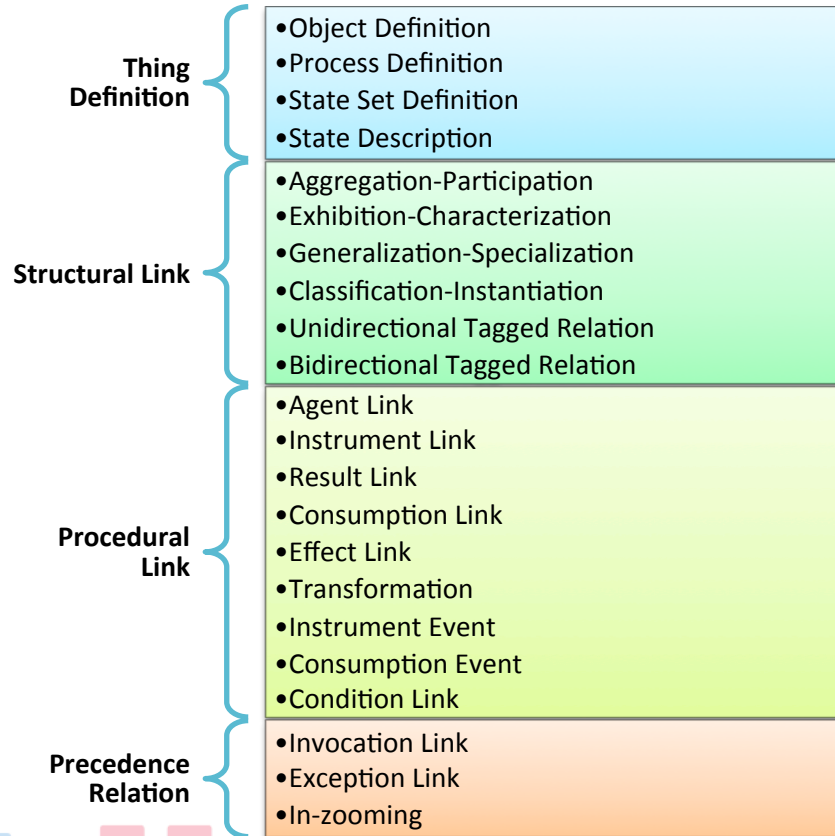 Thing
Definition
•Object Definition
•Process Definition
•State Set Definition
•State Description
Structural Link
•Aggregation-Participation
•Exhibition-Characterization
•Generalization-Specialization
•Classification-Instantiation
•Unidirectional Tagged Relation
•Bidirectional Tagged Relation
Procedural
Link
•Agent Link
•Instrument Link
•Result Link
•Consumption Link
•Effect Link
•Transformation
•Instrument Event
•Consumption Event
•Condition Link
Precedence
Relation
•Invocation Link
•Exception Link
•In-zooming